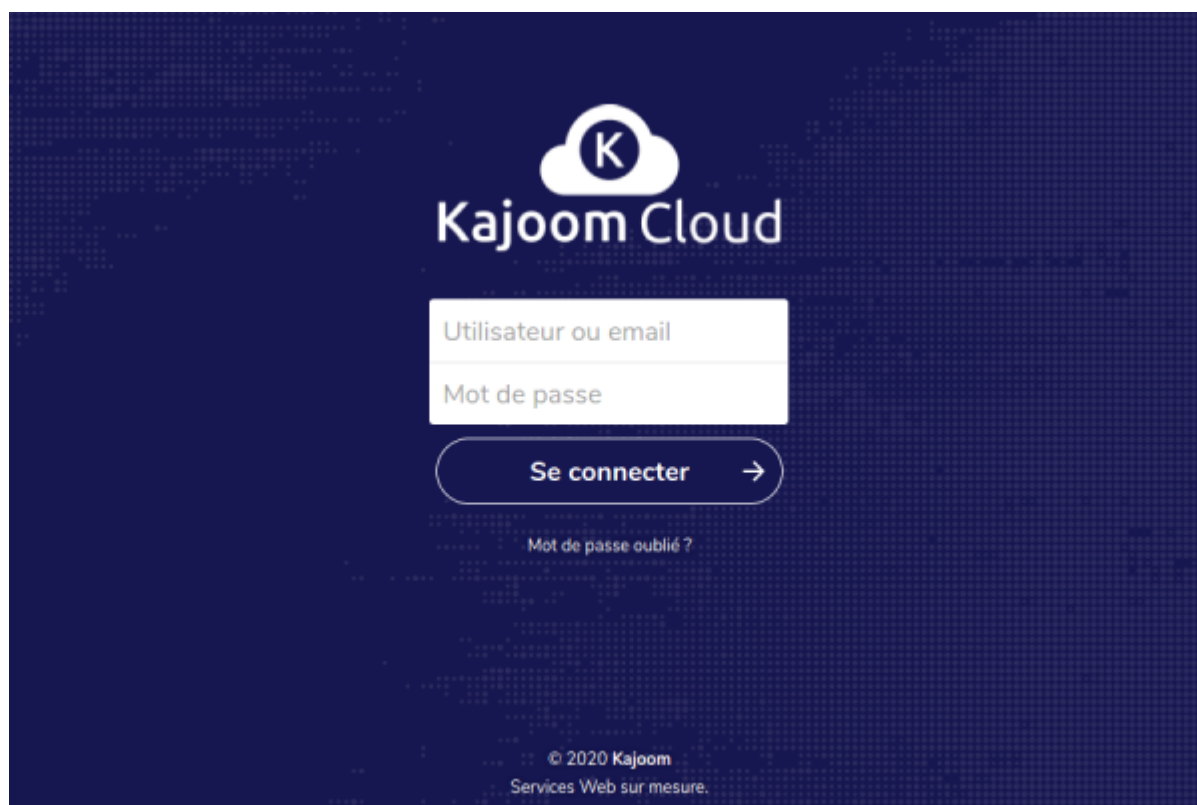 K
Kajoom Cloud
Utilisateur ou email
Mot de passe
Se connecter →
Mot de passe oublié ?
© 2020 Kajoom
Services Web sur mesure.